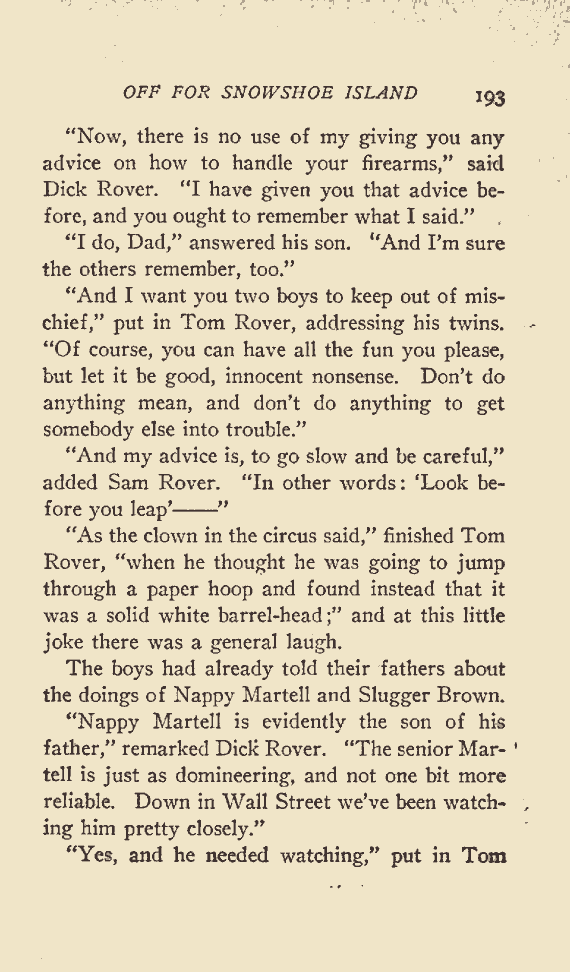 OFF FOR SNOWSHOE ISLAND 193
“Now, there is no use of my giving you any
advice on how to handle your firearms,” said
Dick Rover. “I have given you that advice be-
fore, and you ought to remember what I said.”
“I do, Dad,” answered his son. “And I’m sure
the others remember, too.”
“And I want you two boys to keep out of mis-
chief,” put in Tom Rover, addressing his twins.
“Of course, you can have all the fun you please,
but let it be good, innocent nonsense. Don’t do
anything mean, and don’t do anything to get
somebody else into trouble.”
“And my advice is, to go slow and be careful,”
added Sam Rover. “In other words: ‘Look be-
fore you leap’——”
“As the clown in the circus said,” finished Tom
Rover, “when he thought he was going to jump
through a paper hoop and found instead that it
was a solid white barrel-head;” and at this little
joke there was a general laugh.
The boys had already told their fathers about
the doings of Nappy Martell and Slugger Brown.
“Nappy Martell is evidently the son of his
father,” remarked Dick Rover. “The senior Mar-
tell is just as domineering, and not one bit more
reliable. Down in Wall Street we’ve been watch-
ing him pretty closely.”
“Yes, and he needed watching,” put in Tom